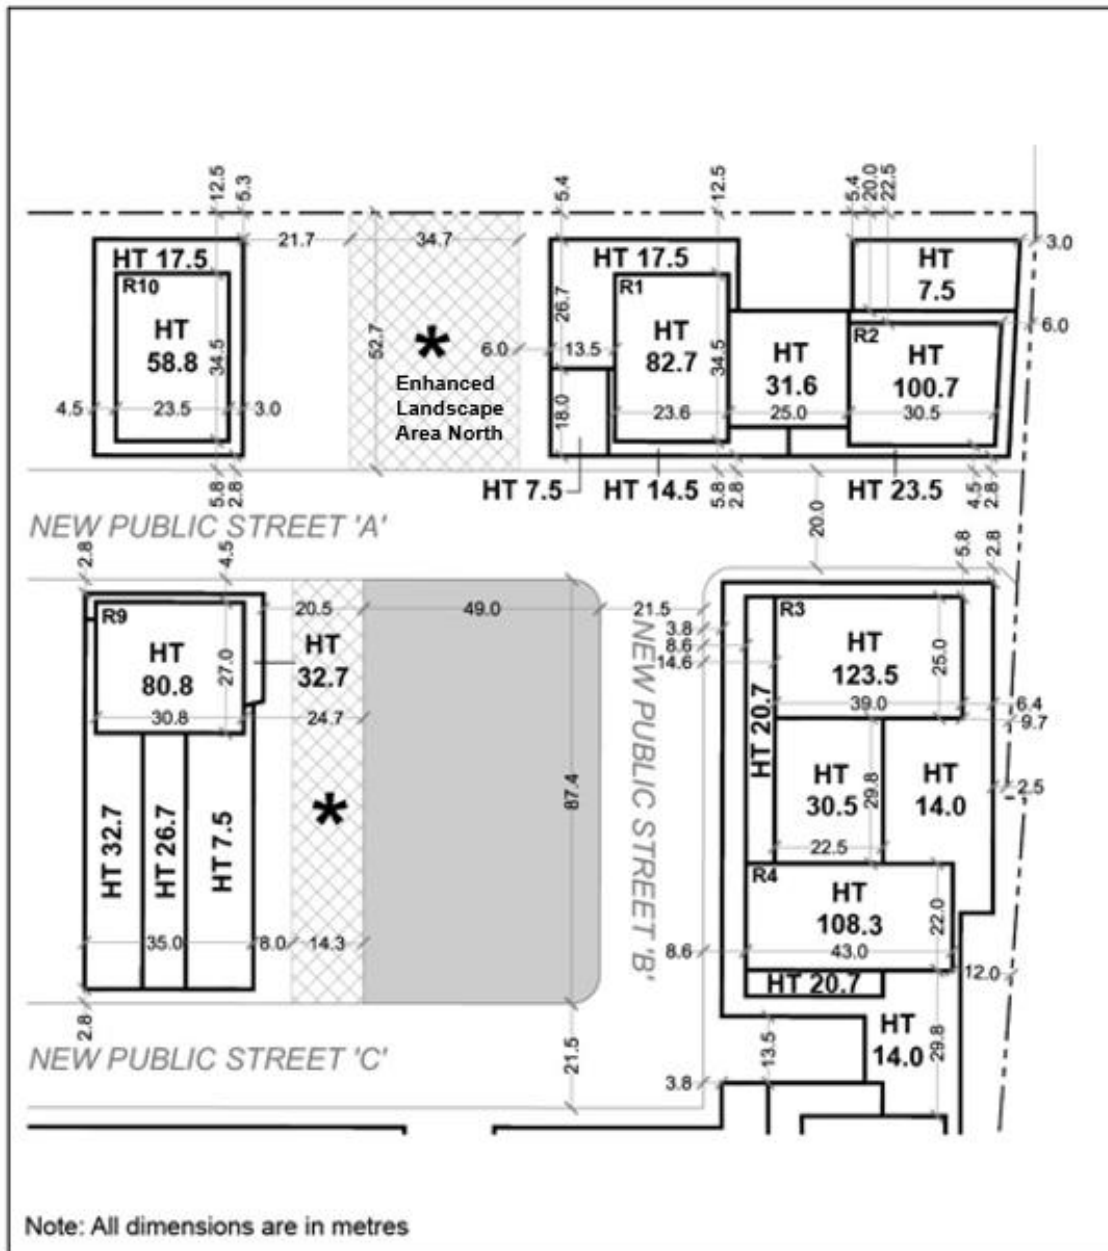 12.5
5.3
5.4
12.5
5.4
20.0
22.5
21.7
34.7
3.0
HT 17.5
R10
HT
58.8
34.5
23.5
4.5
3.0
52.7
*
Enhanced
Landscape
Area North
6.0
HT 17.5
26.7
13.5
18.0
R1
HT
82.7
34.5
23.6
HT
31.6
25.0
HT
7.5
6.0
R2
HT
100.7
30.5
5.8
2.8
HT 7.5
HT 14.5
5.8
2.8
HT 23.5
4.5
2.8
NEW PUBLIC STREET 'A'
20.0
2.8
4.5
5.8
2.8
R9
HT
80.8
27.0
30.8
20.5
HT
32.7
24.7
49.0
21.5
3.8
8.6
14.6
NEW PUBLIC STREET 'B'
R3
HT
123.5
25.0
39.0
6.4
9.7
HT 20.7
HT
30.5
29.8
22.5
HT
14.0
2.5
HT 32.7
HT 26.7
HT 7.5
*
87.4
35.0
8.0
14.3
R4
HT
108.3
22.0
8.6
43.0
12.0
HT 20.7
HT
14.0
29.8
2.8
NEW PUBLIC STREET 'C'
21.5
13.5
3.8
Note: All dimensions are in metres